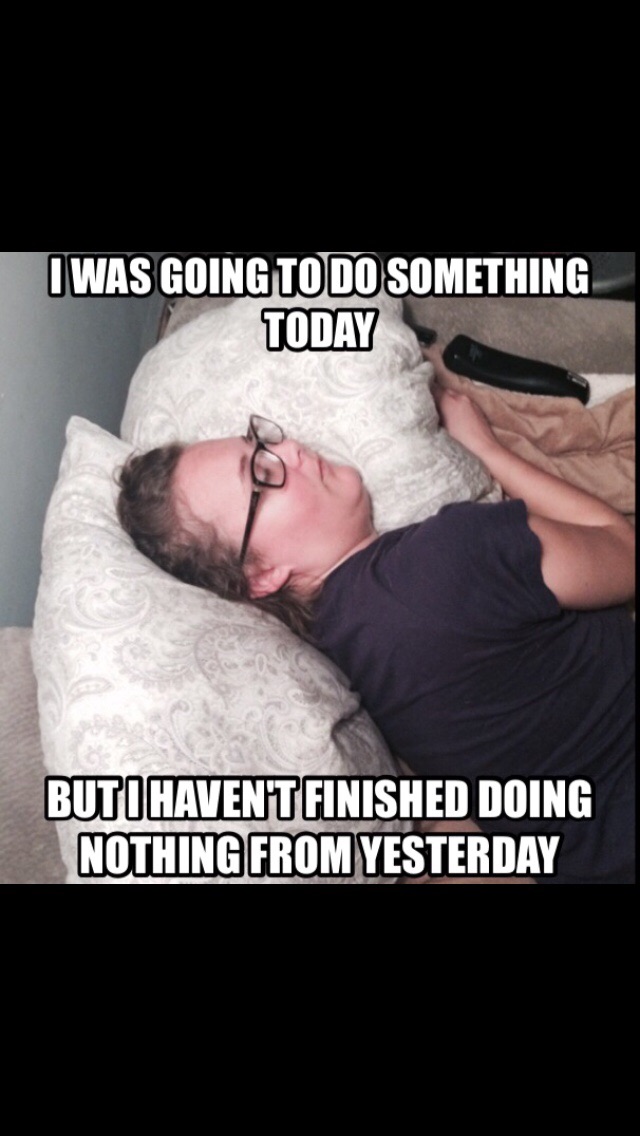 I WAS GOING TO DO SOMETHING
TODAY
BUT I HAVEN'T FINISHED DOING
NOTHING FROM YESTERDAY